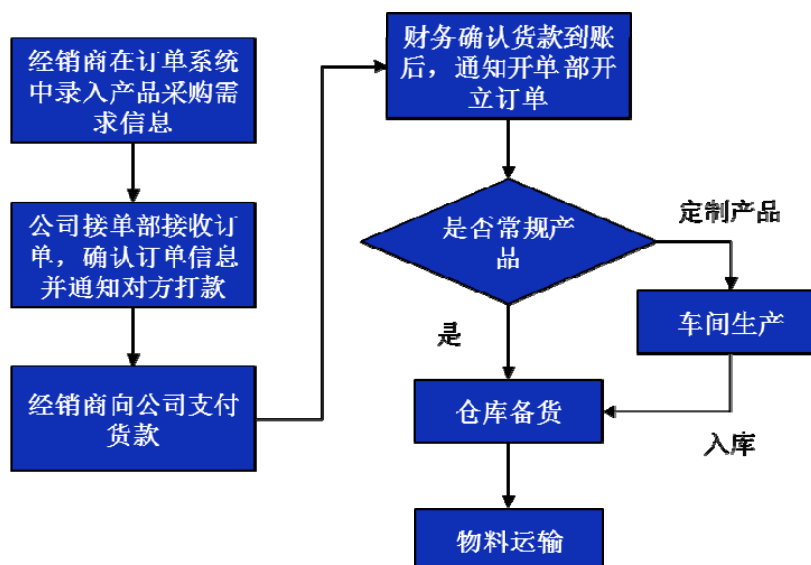 经销商在订单系统
中录入产品采购需
求信息
公司接单部接收订
单，确认订单信息
并通知对方打款
经销商向公司支付
货款
财务确认货款到账
后，通知开单部开
立订单
是否常规产
品
定制产品
是
车间生产
仓库备货
入库
物料运输